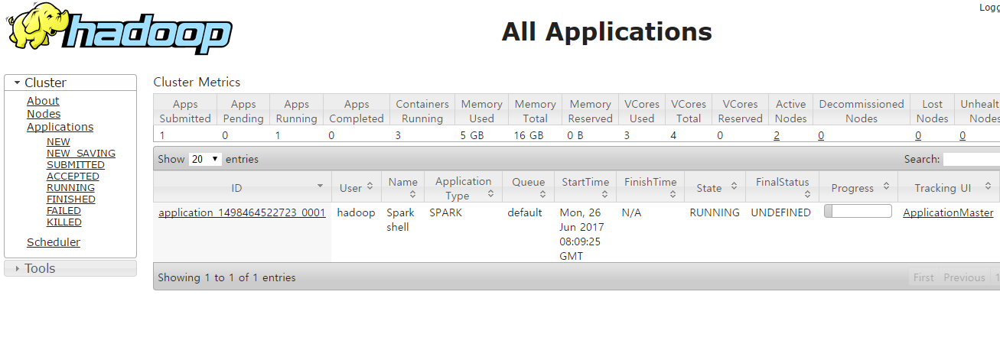 hadoop
Logg
All Applications
Cluster
About
Nodes
Applications
NEW
NEW_SAVING
SUBMITTED
ACCEPTED
RUNNING
FINISHED
FAILED
KILLED
Scheduler
Tools
Cluster Metrics
Apps Submitted Apps Pending Apps Running Apps Completed Containers Running Memory Used Memory Total Memory Reserved VCores Used VCores Total VCores Reserved Active Nodes Decommissioned Nodes Lost Nodes Unhealt Nodes
1 0 1 0 3 5 GB 16 GB 0 B 3 4 0 2 0 0 0
Show 20 entries Search:
ID User Name Application Type Queue StartTime FinishTime State FinalStatus Progress Tracking UI
application_1498464522723_0001 hadoop Spark shell SPARK default Mon, 26 Jun 2017 08:09:25 GMT N/A RUNNING UNDEFINED ApplicationMaster
Showing 1 to 1 of 1 entries First Previous 1